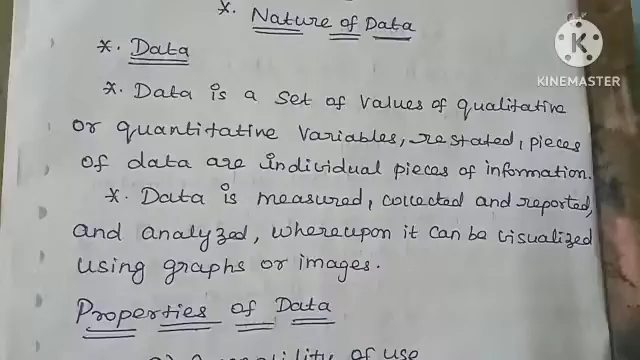 *. Nature of Data
*. Data
*. Data is a set of values of qualitative
or quantitative variables, restated, pieces
of data are individual pieces of information.
*. Data is measured, collected and reported,
and analyzed, whereupon it can be visualized
using graphs or images.
Properties of Data
of use
KINEMASTER